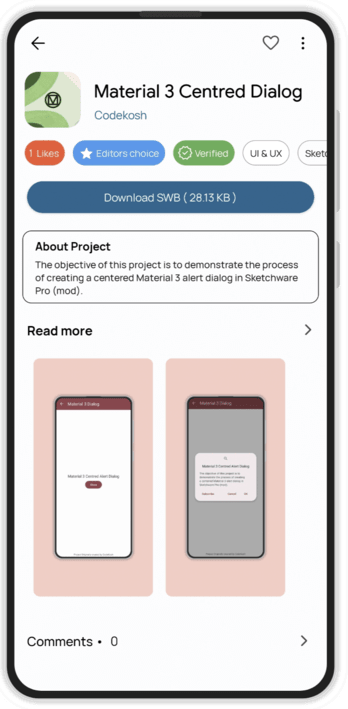 Material 3 Centred Dialog
Codekosh
1 Likes
Editors choice
Verified
UI & UX
Sketc
Download SWB ( 28.13 KB )
About Project
The objective of this project is to demonstrate the process
of creating a centered Material 3 alert dialog in Sketchware
Pro (mod).
Read more
Material 3 Dialog
Material 3 Centred Alert Dialog
Material 3 Dialog
Material 3 Centred Alert Dialog
Comments • 0